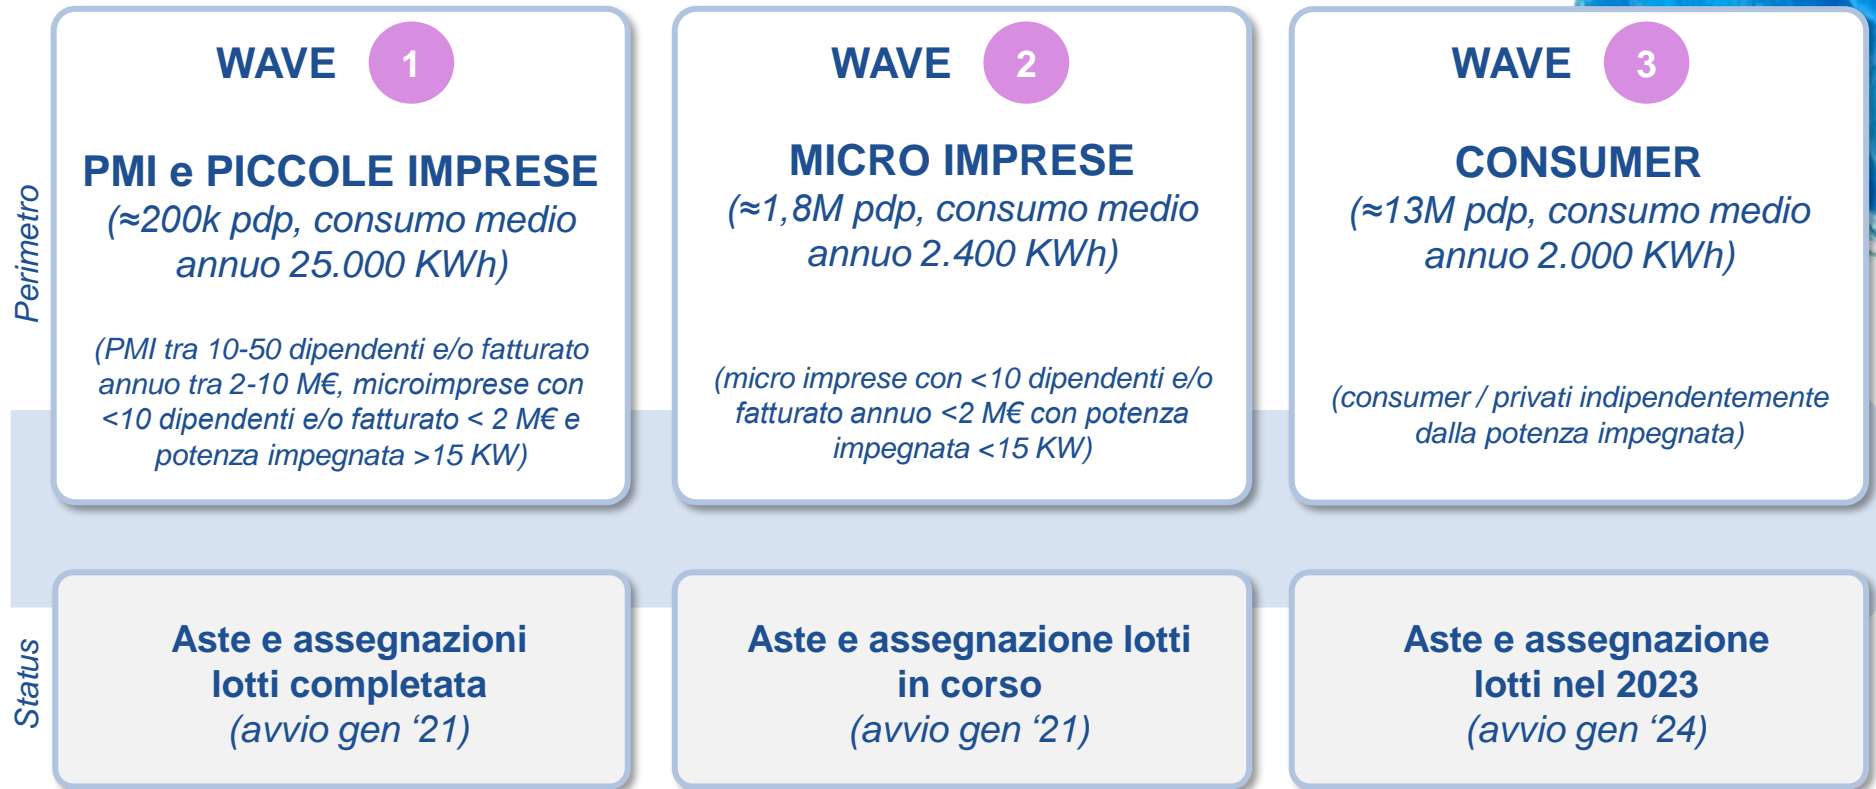 WAVE 1
PMI e PICCOLE IMPRESE
(≈200k pdp, consumo medio
annuo 25.000 KWh)
(PMI tra 10-50 dipendenti e/o fatturato
annuo tra 2-10 M€, microimprese con
<10 dipendenti e/o fatturato < 2 M€ e
potenza impegnata >15 KW)
WAVE 2
MICRO IMPRESE
(≈1,8M pdp, consumo medio
annuo 2.400 KWh)
(micro imprese con <10 dipendenti e/o
fatturato annuo <2 M€ con potenza
impegnata <15 KW)
WAVE 3
CONSUMER
(≈13M pdp, consumo medio
annuo 2.000 KWh)
(consumer / privati indipendentemente
dalla potenza impegnata)
Perimetro
Status
Aste e assegnazioni
lotti completata
(avvio gen ‘21)
Aste e assegnazione lotti
in corso
(avvio gen ‘21)
Aste e assegnazione
lotti nel 2023
(avvio gen ‘24)